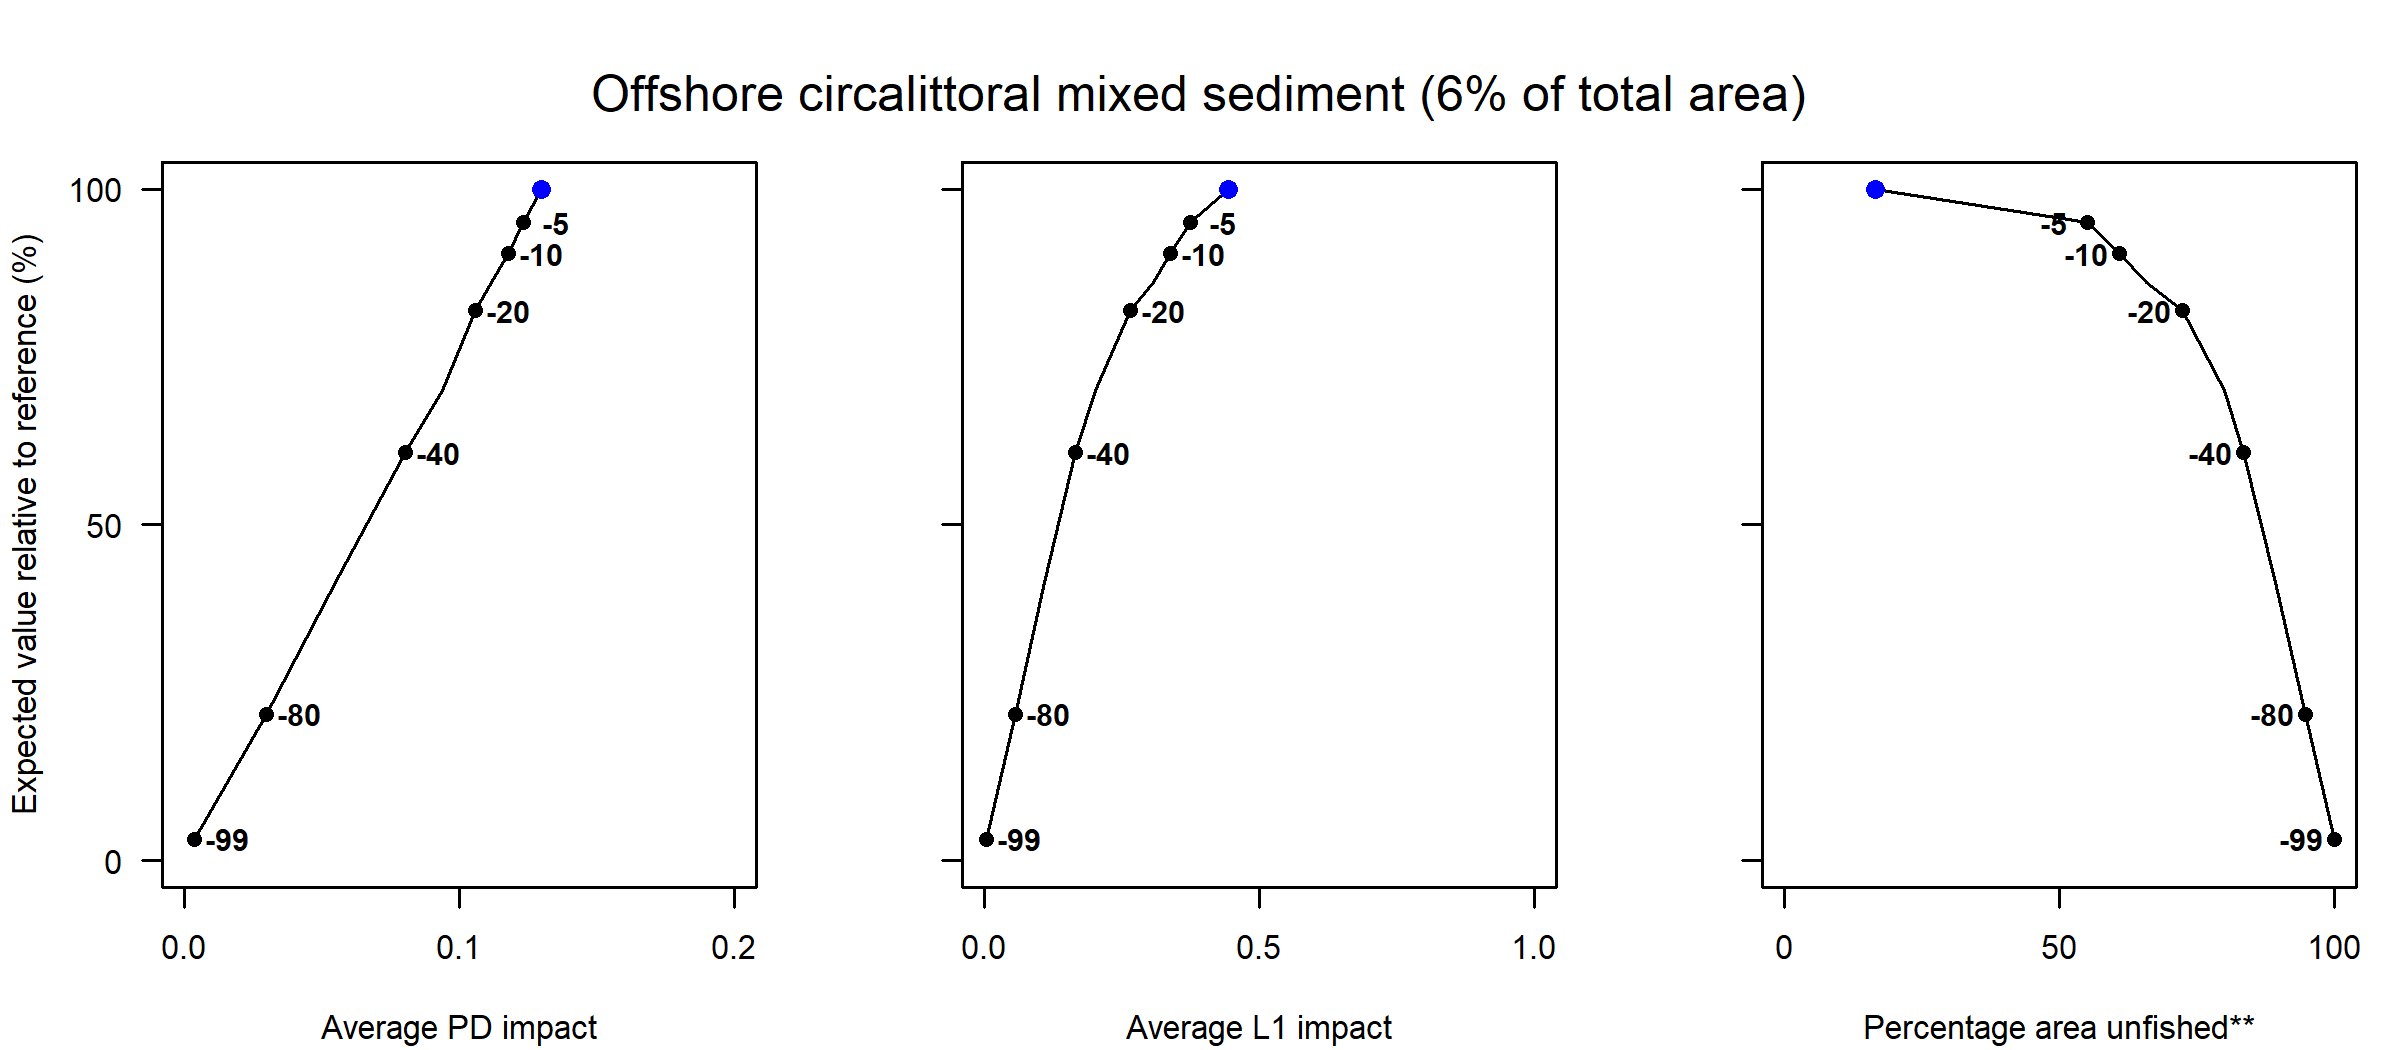 Offshore circalittoral mixed sediment (6% of total area)
Expected value relative to reference (%)
100
50
0
-5
-10
-20
-40
-80
-99
0.0 0.1 0.2
Average PD impact
-5
-10
-20
-40
-80
-99
0.0 0.5 1.0
Average L1 impact
-5
-10
-20
-40
-80
-99
0 50 100
Percentage area unfished**